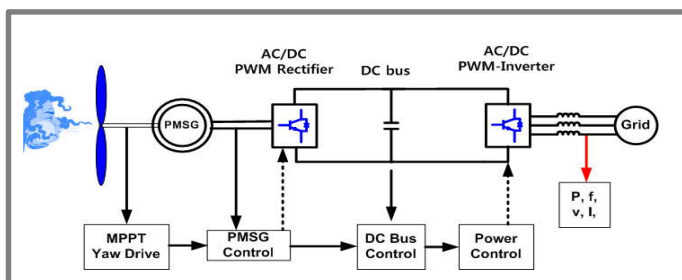 AC/DC
PWM Rectifier
DC bus
AC/DC
PWM-Inverter
PMSG
Grid
P, f,
v, I,
MPPT
Yaw Drive
PMSG
Control
DC Bus
Control
Power
Control